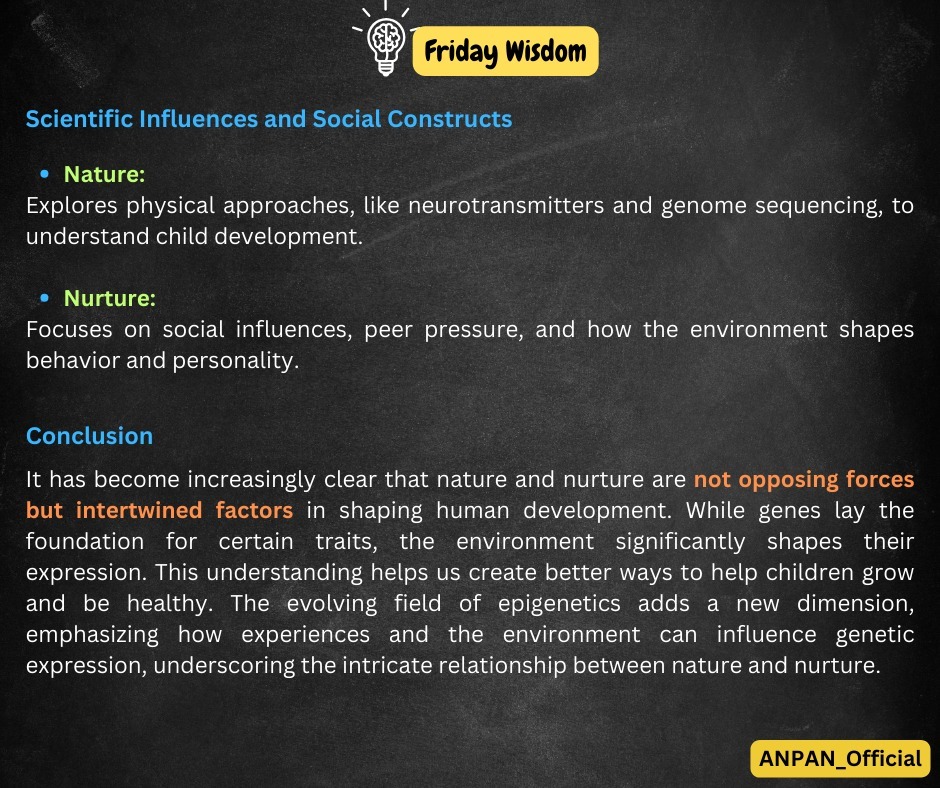 Friday Wisdom
Scientific Influences and Social Constructs
• Nature:
Explores physical approaches, like neurotransmitters and genome sequencing, to
understand child development.
• Nurture:
Focuses on social influences, peer pressure, and how the environment shapes
behavior and personality.
Conclusion
It has become increasingly clear that nature and nurture are not opposing forces
but intertwined factors in shaping human development. While genes lay the
foundation for certain traits, the environment significantly shapes their
expression. This understanding helps us create better ways to help children grow
and be healthy. The evolving field of epigenetics adds a new dimension,
emphasizing how experiences and the environment can influence genetic
expression, underscoring the intricate relationship between nature and nurture.
ANPAN_Official